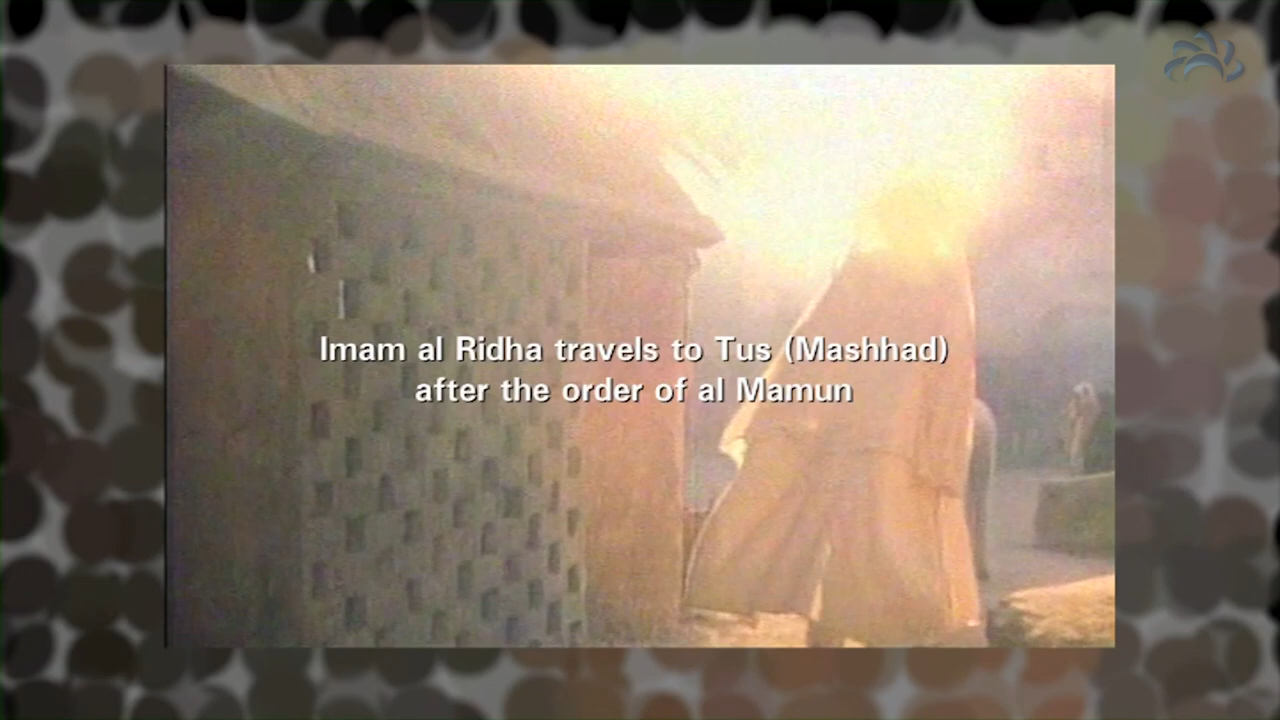 Imam al Ridha travels to Tus (Mashhad)
after the order of al Mamun